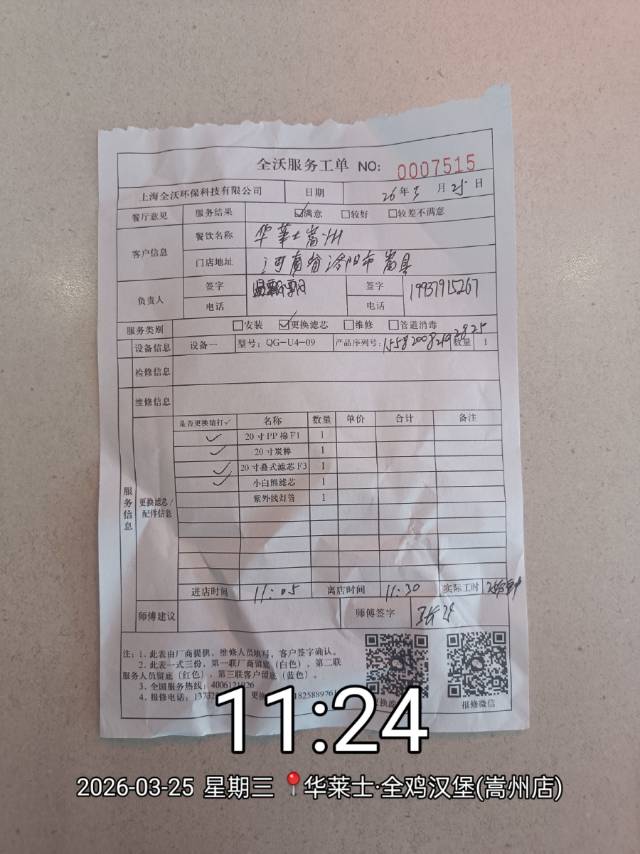 全沃服务工单 NO: 0007515
上海全沃环保科技有限公司 日期 26年3月25日
餐厅意见 服务结果 ☑满意 □较好 □较差不满意
客户信息 餐饮名称 华莱士嵩州
门店地址 河南省洛阳市嵩县
负责人 签字 签字 19937915267
电话 电话
服务类别 □安装 ☑更换滤芯 □维修 □管道消毒
设备信息 设备一 型号: QG-U4-09 产品序列号: 数量 1
检修信息
维修信息
服务信息 更换滤芯/配件信息
是否更换请打✓ 名称 数量 单价 合计 备注
✓ 20寸PP棉F1 1
✓ 20寸炭棒 1
✓ 20寸叠式滤芯F3 1
✓ 小白熊滤芯 1
紫外线灯管 1
进店时间 11:05 离店时间 11:30 实际工时
师傅建议 师傅签字
注: 1. 此表由厂商提供, 维修人员填写, 客户签字确认。
2. 此表一式三份, 第一联厂商留底(白色), 第二联
服务人员留底(红色), 第三联客户留底(蓝色)。
3. 全国服务热线: 4006121026
4. 报修电话:
报修微信
11:24
2026-03-25 星期三 📍华莱士·全鸡汉堡(嵩州店)